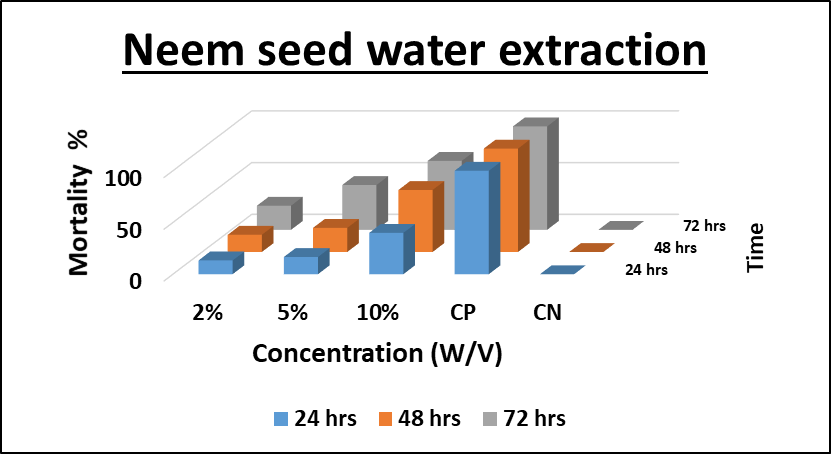 Neem seed water extraction
Mortality %
100
50
0
2% 5% 10% CP CN
72 hrs
48 hrs
24 hrs
Time
Concentration (W/V)
24 hrs 48 hrs 72 hrs